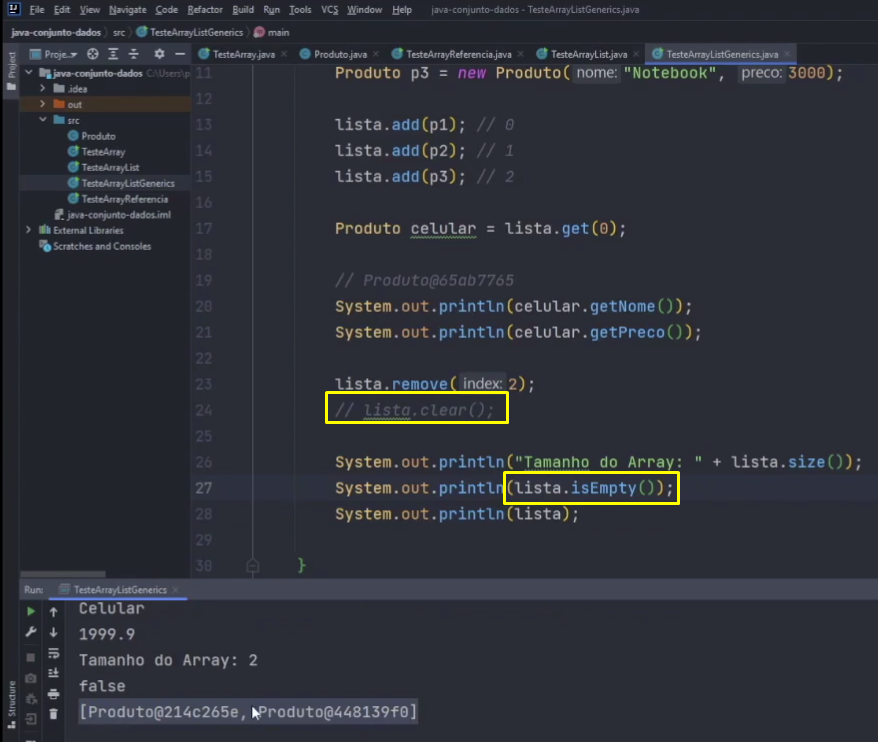 File Edit View Navigate Code Refactor Build Run Tools VCS Window Help java-conjunto-dados - TesteArrayListGenerics.java
java-conjunto-dados src TesteArrayListGenerics main
Project
Proje... TesteArray.java Produto.java TesteArrayReferencia.java TesteArrayList.java TesteArrayListGenerics.java
java-conjunto-dados C:\Users\p
.idea
out
src
Produto
TesteArray
TesteArrayList
TesteArrayListGenerics
TesteArrayReferencia
java-conjunto-dados.iml
External Libraries
Scratches and Consoles
11 Produto p3 = new Produto( nome: "Notebook", preco: 3000);
12
13 lista.add(p1); // 0
14 lista.add(p2); // 1
15 lista.add(p3); // 2
16
17 Produto celular = lista.get(0);
18
19 // Produto@65ab7765
20 System.out.println(celular.getNome());
21 System.out.println(celular.getPreco());
22
23 lista.remove( index: 2);
24 // lista.clear();
25
26 System.out.println("Tamanho do Array: " + lista.size());
27 System.out.println(lista.isEmpty());
28 System.out.println(lista);
29
30 }
Run: TesteArrayListGenerics
Celular
1999.9
Tamanho do Array: 2
false
[Produto@214c265e, Produto@448139f0]
Structure